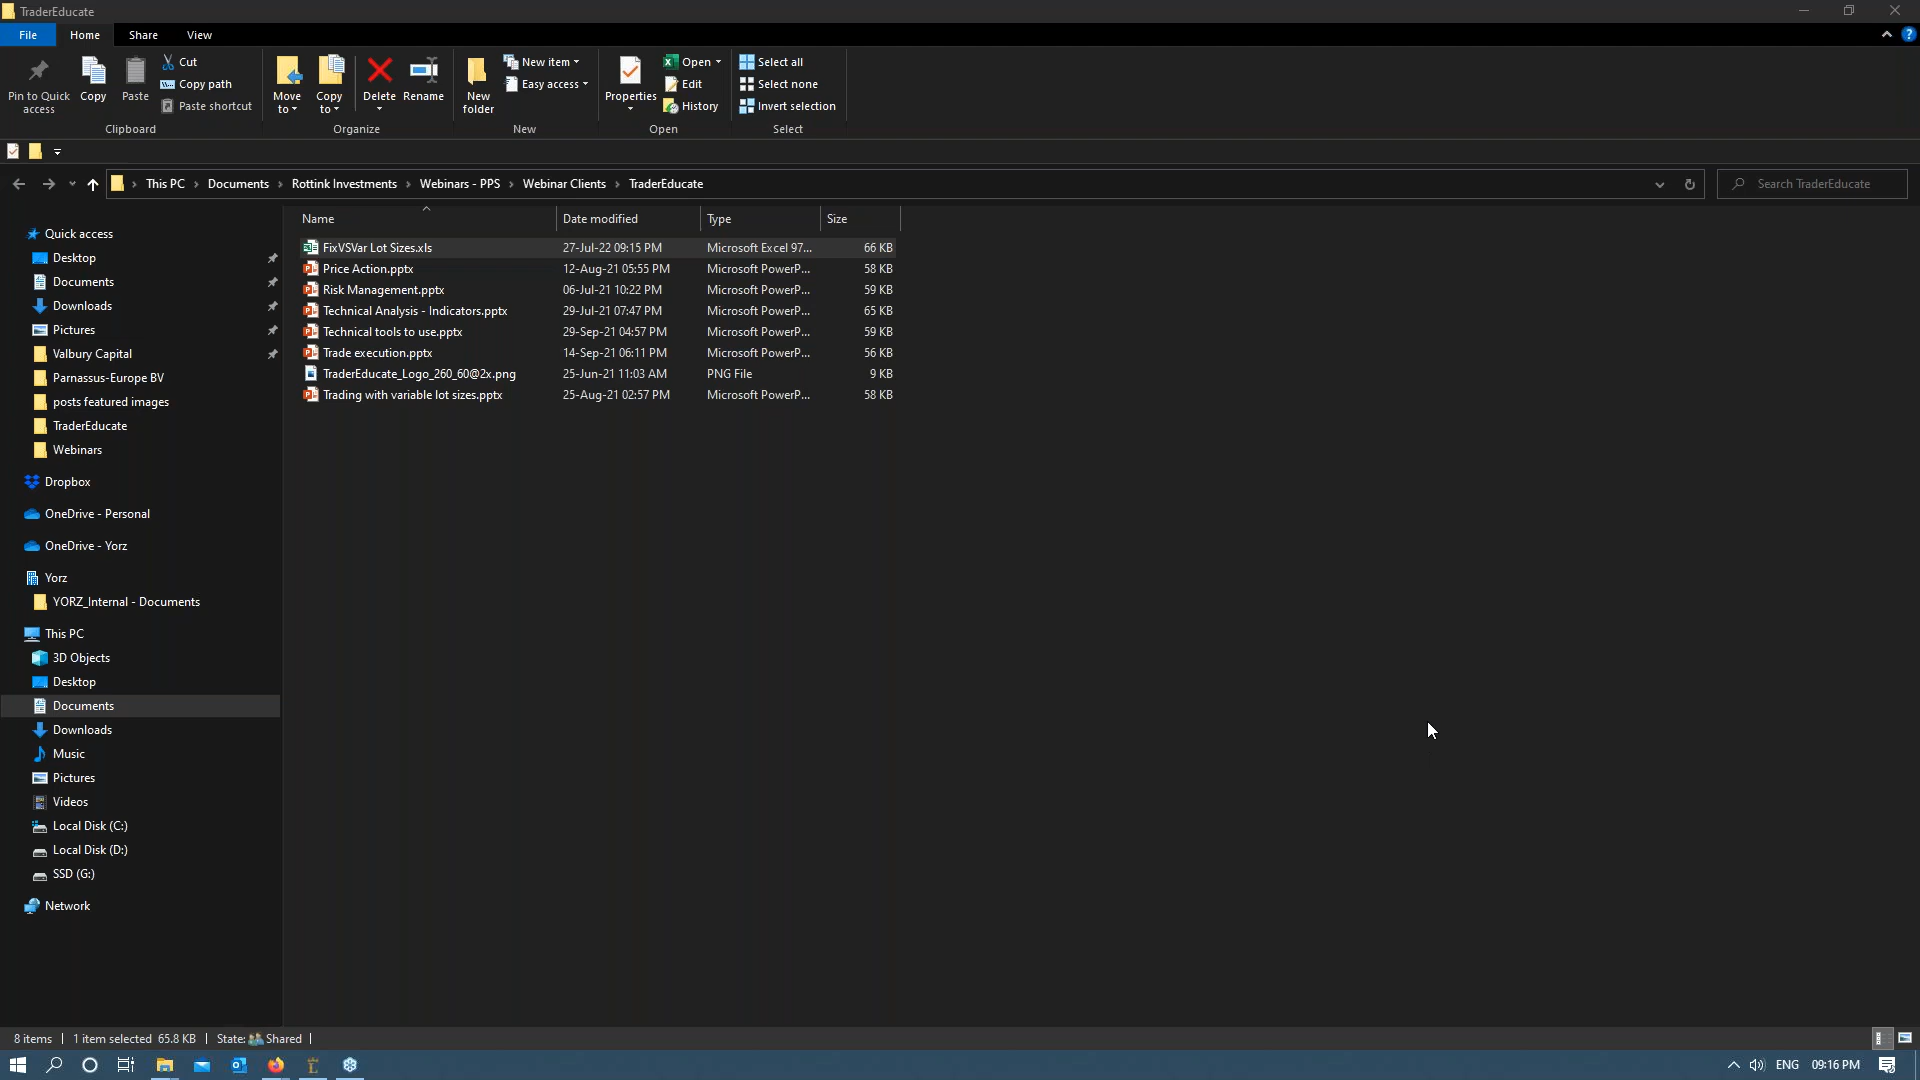 TraderEducate
File Home Share View
Pin to Quick access
Copy
Paste
Cut
Copy path
Paste shortcut
Clipboard
Move to
Copy to
Delete
Rename
Organize
New folder
New item
Easy access
New
Properties
Open
Edit
History
Open
Select all
Select none
Invert selection
Select
This PC › Documents › Rottink Investments › Webinars - PPS › Webinar Clients › TraderEducate
Search TraderEducate
Quick access
Desktop
Documents
Downloads
Pictures
Valbury Capital
Parnassus-Europe BV
posts featured images
TraderEducate
Webinars
Dropbox
OneDrive - Personal
OneDrive - Yorz
Yorz
YORZ_Internal - Documents
This PC
3D Objects
Desktop
Documents
Downloads
Music
Pictures
Videos
Local Disk (C:)
Local Disk (D:)
SSD (G:)
Network
Name Date modified Type Size
FixVSVar Lot Sizes.xls 27-Jul-22 09:15 PM Microsoft Excel 97... 66 KB
Price Action.pptx 12-Aug-21 05:55 PM Microsoft PowerP... 58 KB
Risk Management.pptx 06-Jul-21 10:22 PM Microsoft PowerP... 59 KB
Technical Analysis - Indicators.pptx 29-Jul-21 07:47 PM Microsoft PowerP... 65 KB
Technical tools to use.pptx 29-Sep-21 04:57 PM Microsoft PowerP... 59 KB
Trade execution.pptx 14-Sep-21 06:11 PM Microsoft PowerP... 56 KB
TraderEducate_Logo_260_60@2x.png 25-Jun-21 11:03 AM PNG File 9 KB
Trading with variable lot sizes.pptx 25-Aug-21 02:57 PM Microsoft PowerP... 58 KB
8 items 1 item selected 65.8 KB State: Shared
ENG 09:16 PM